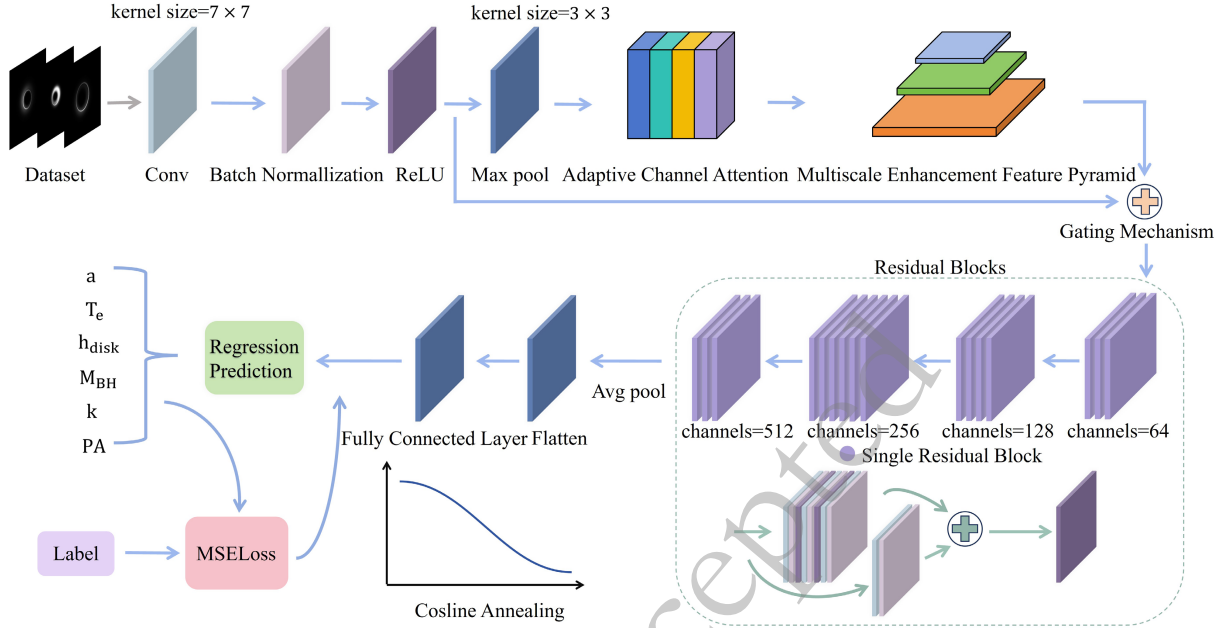 kernel size=7 × 7
kernel size=3 × 3
Dataset
Conv
Batch Normallization
ReLU
Max pool
Adaptive Channel Attention
Multiscale Enhancement Feature Pyramid
Gating Mechanism
Residual Blocks
a
Te
hdisk
MBH
k
PA
Regression
Prediction
Avg pool
Fully Connected Layer
Flatten
channels=512
channels=256
channels=128
channels=64
Single Residual Block
Label
MSELoss
Cosline Annealing